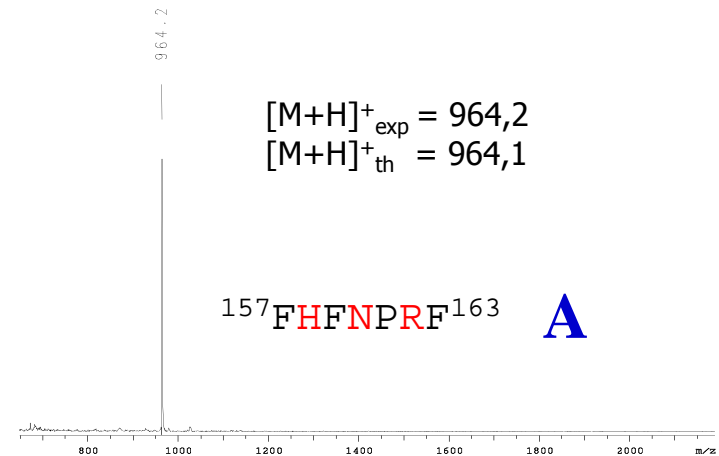 964.2
[M+H]⁺exp = 964,2
[M+H]⁺th = 964,1
¹⁵⁷FHFNPRF¹⁶³ A
800 1000 1200 1400 1600 1800 2000 m/z